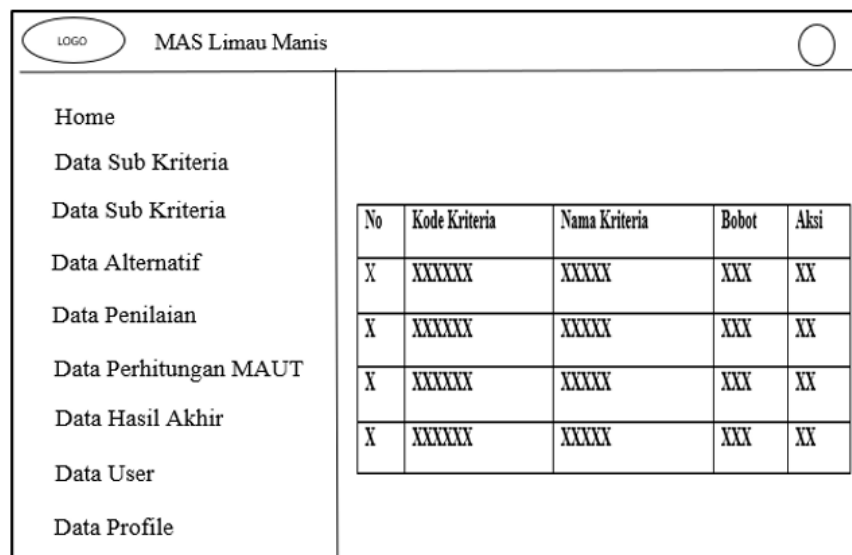 LOGO MAS Limau Manis
Home
Data Sub Kriteria
Data Sub Kriteria
Data Alternatif
Data Penilaian
Data Perhitungan MAUT
Data Hasil Akhir
Data User
Data Profile
No Kode Kriteria Nama Kriteria Bobot Aksi
X XXXXXX XXXXX XXX XX
X XXXXXX XXXXX XXX XX
X XXXXXX XXXXX XXX XX
X XXXXXX XXXXX XXX XX